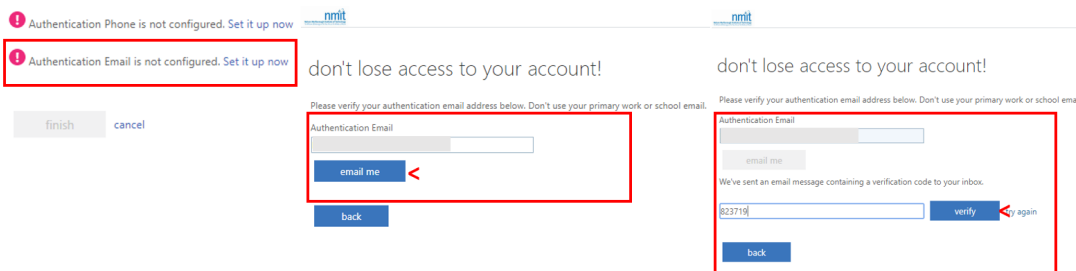 Authentication Phone is not configured. Set it up now
Authentication Email is not configured. Set it up now
finish cancel
nmit
don't lose access to your account!
Please verify your authentication email address below. Don't use your primary work or school email.
Authentication Email
email me <
back
nmit
don't lose access to your account!
Please verify your authentication email address below. Don't use your primary work or school ema
Authentication Email
email me
We've sent an email message containing a verification code to your inbox.
823719 verify < try again
back